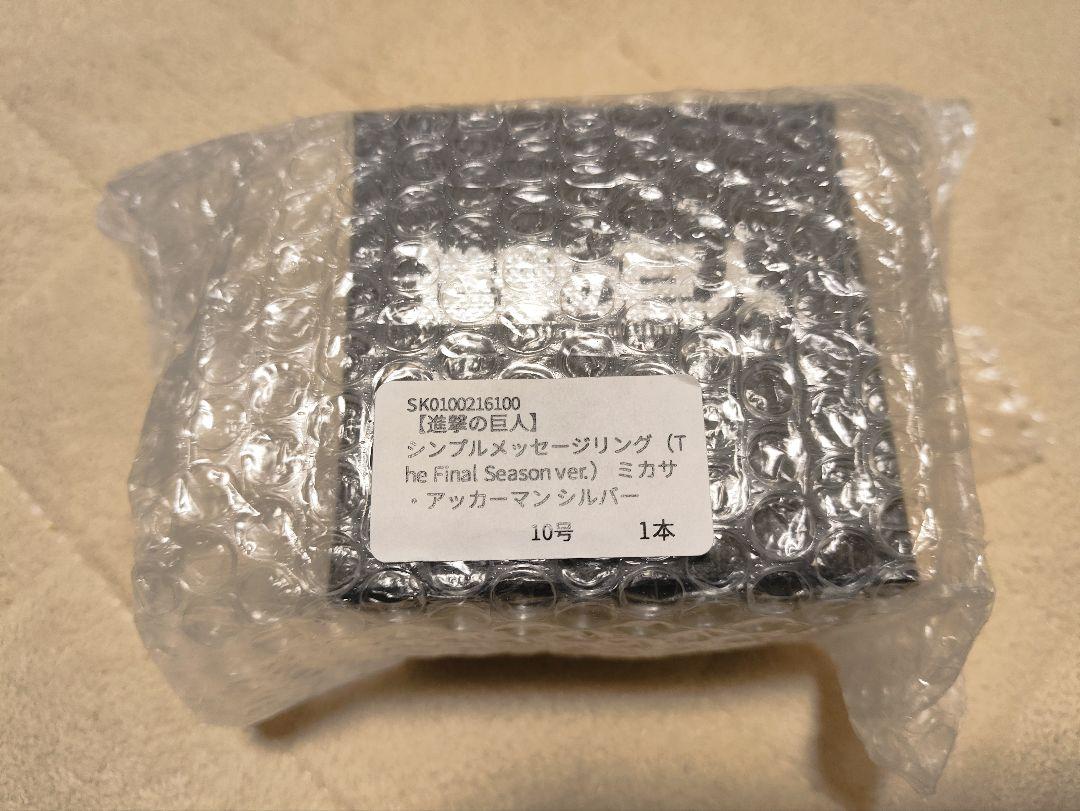 SK0100216100
【進撃の巨人】
シンプルメッセージリング（T
he Final Season ver.） ミカサ
・アッカーマン シルバー
10号 1本